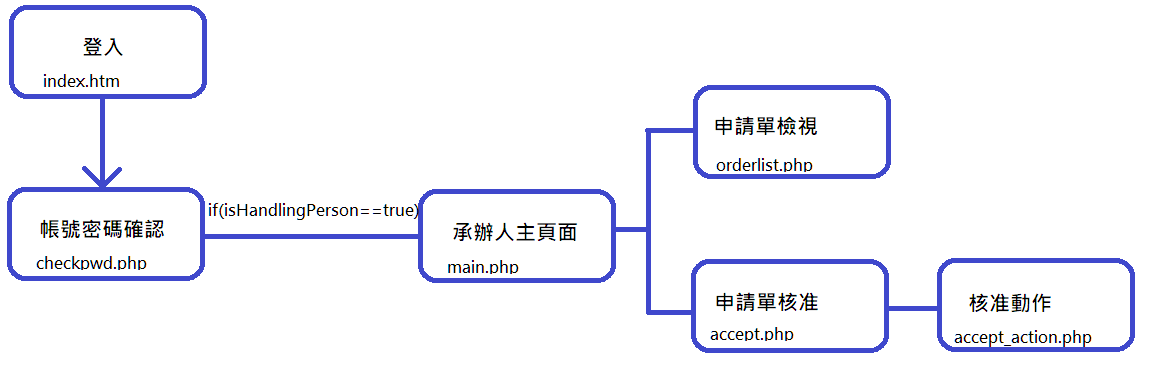 登入
index.htm
帳號密碼確認
checkpwd.php
if(isHandlingPerson==true)
承辦人主頁面
main.php
申請單檢視
orderlist.php
申請單核准
accept.php
核准動作
accept_action.php